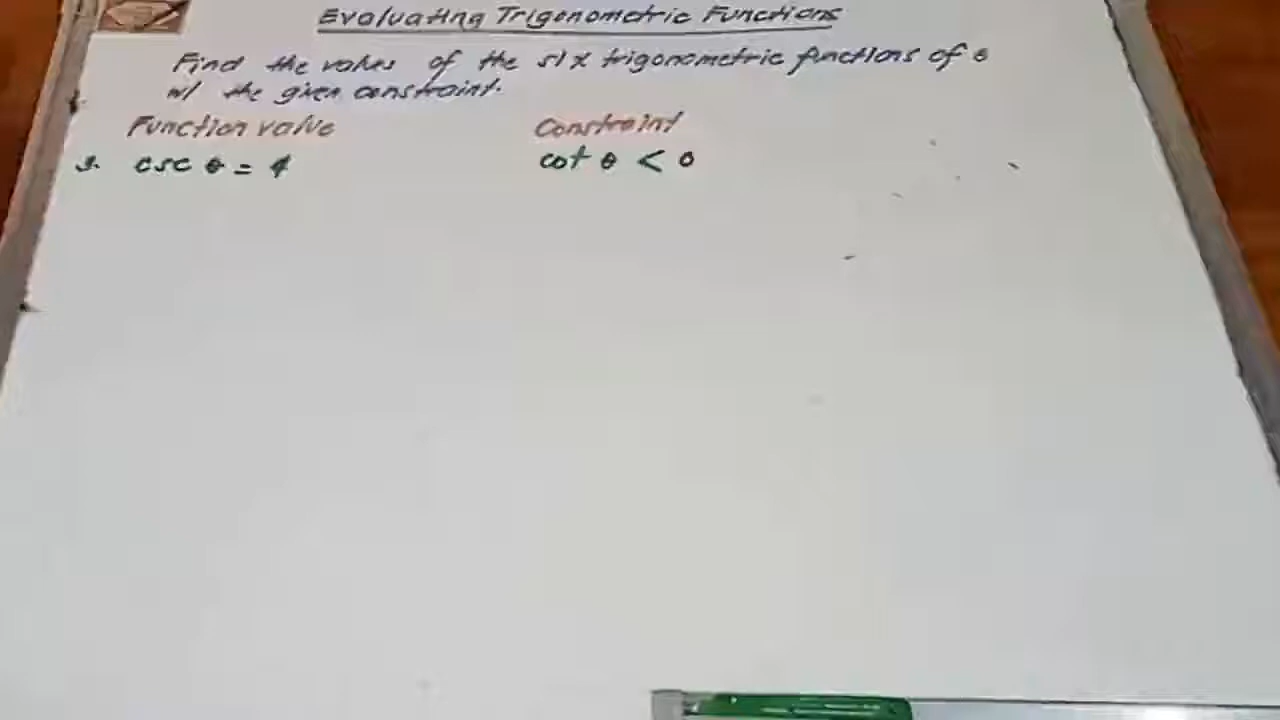 Evaluating Trigonometric Functions
Find the values of the six trigonometric functions of θ
w/ the given constraint.
Function value Constraint
3. csc θ = 4 cot θ < 0